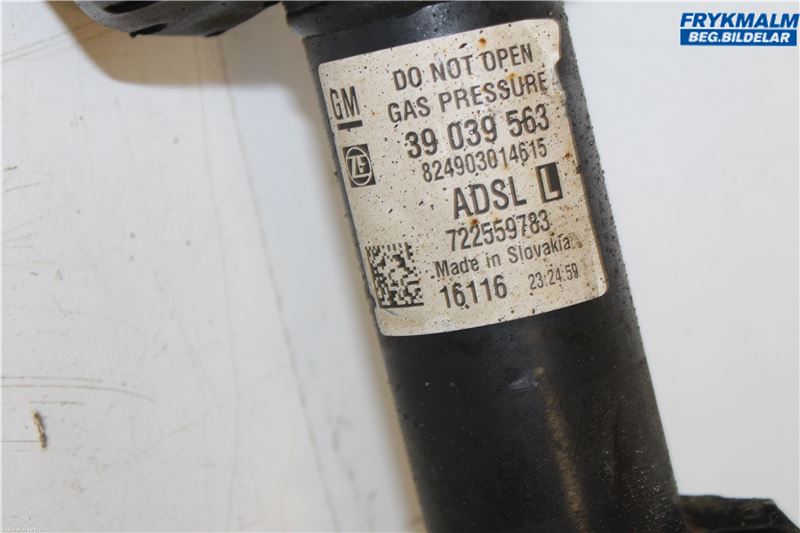 FRYKMALM
BEG.BILDELAR
GM
DO NOT OPEN
GAS PRESSURE
39 039 563
ZF
824903014615
ADSL L
722559783
Made in Slovakia
16116 23:24:59